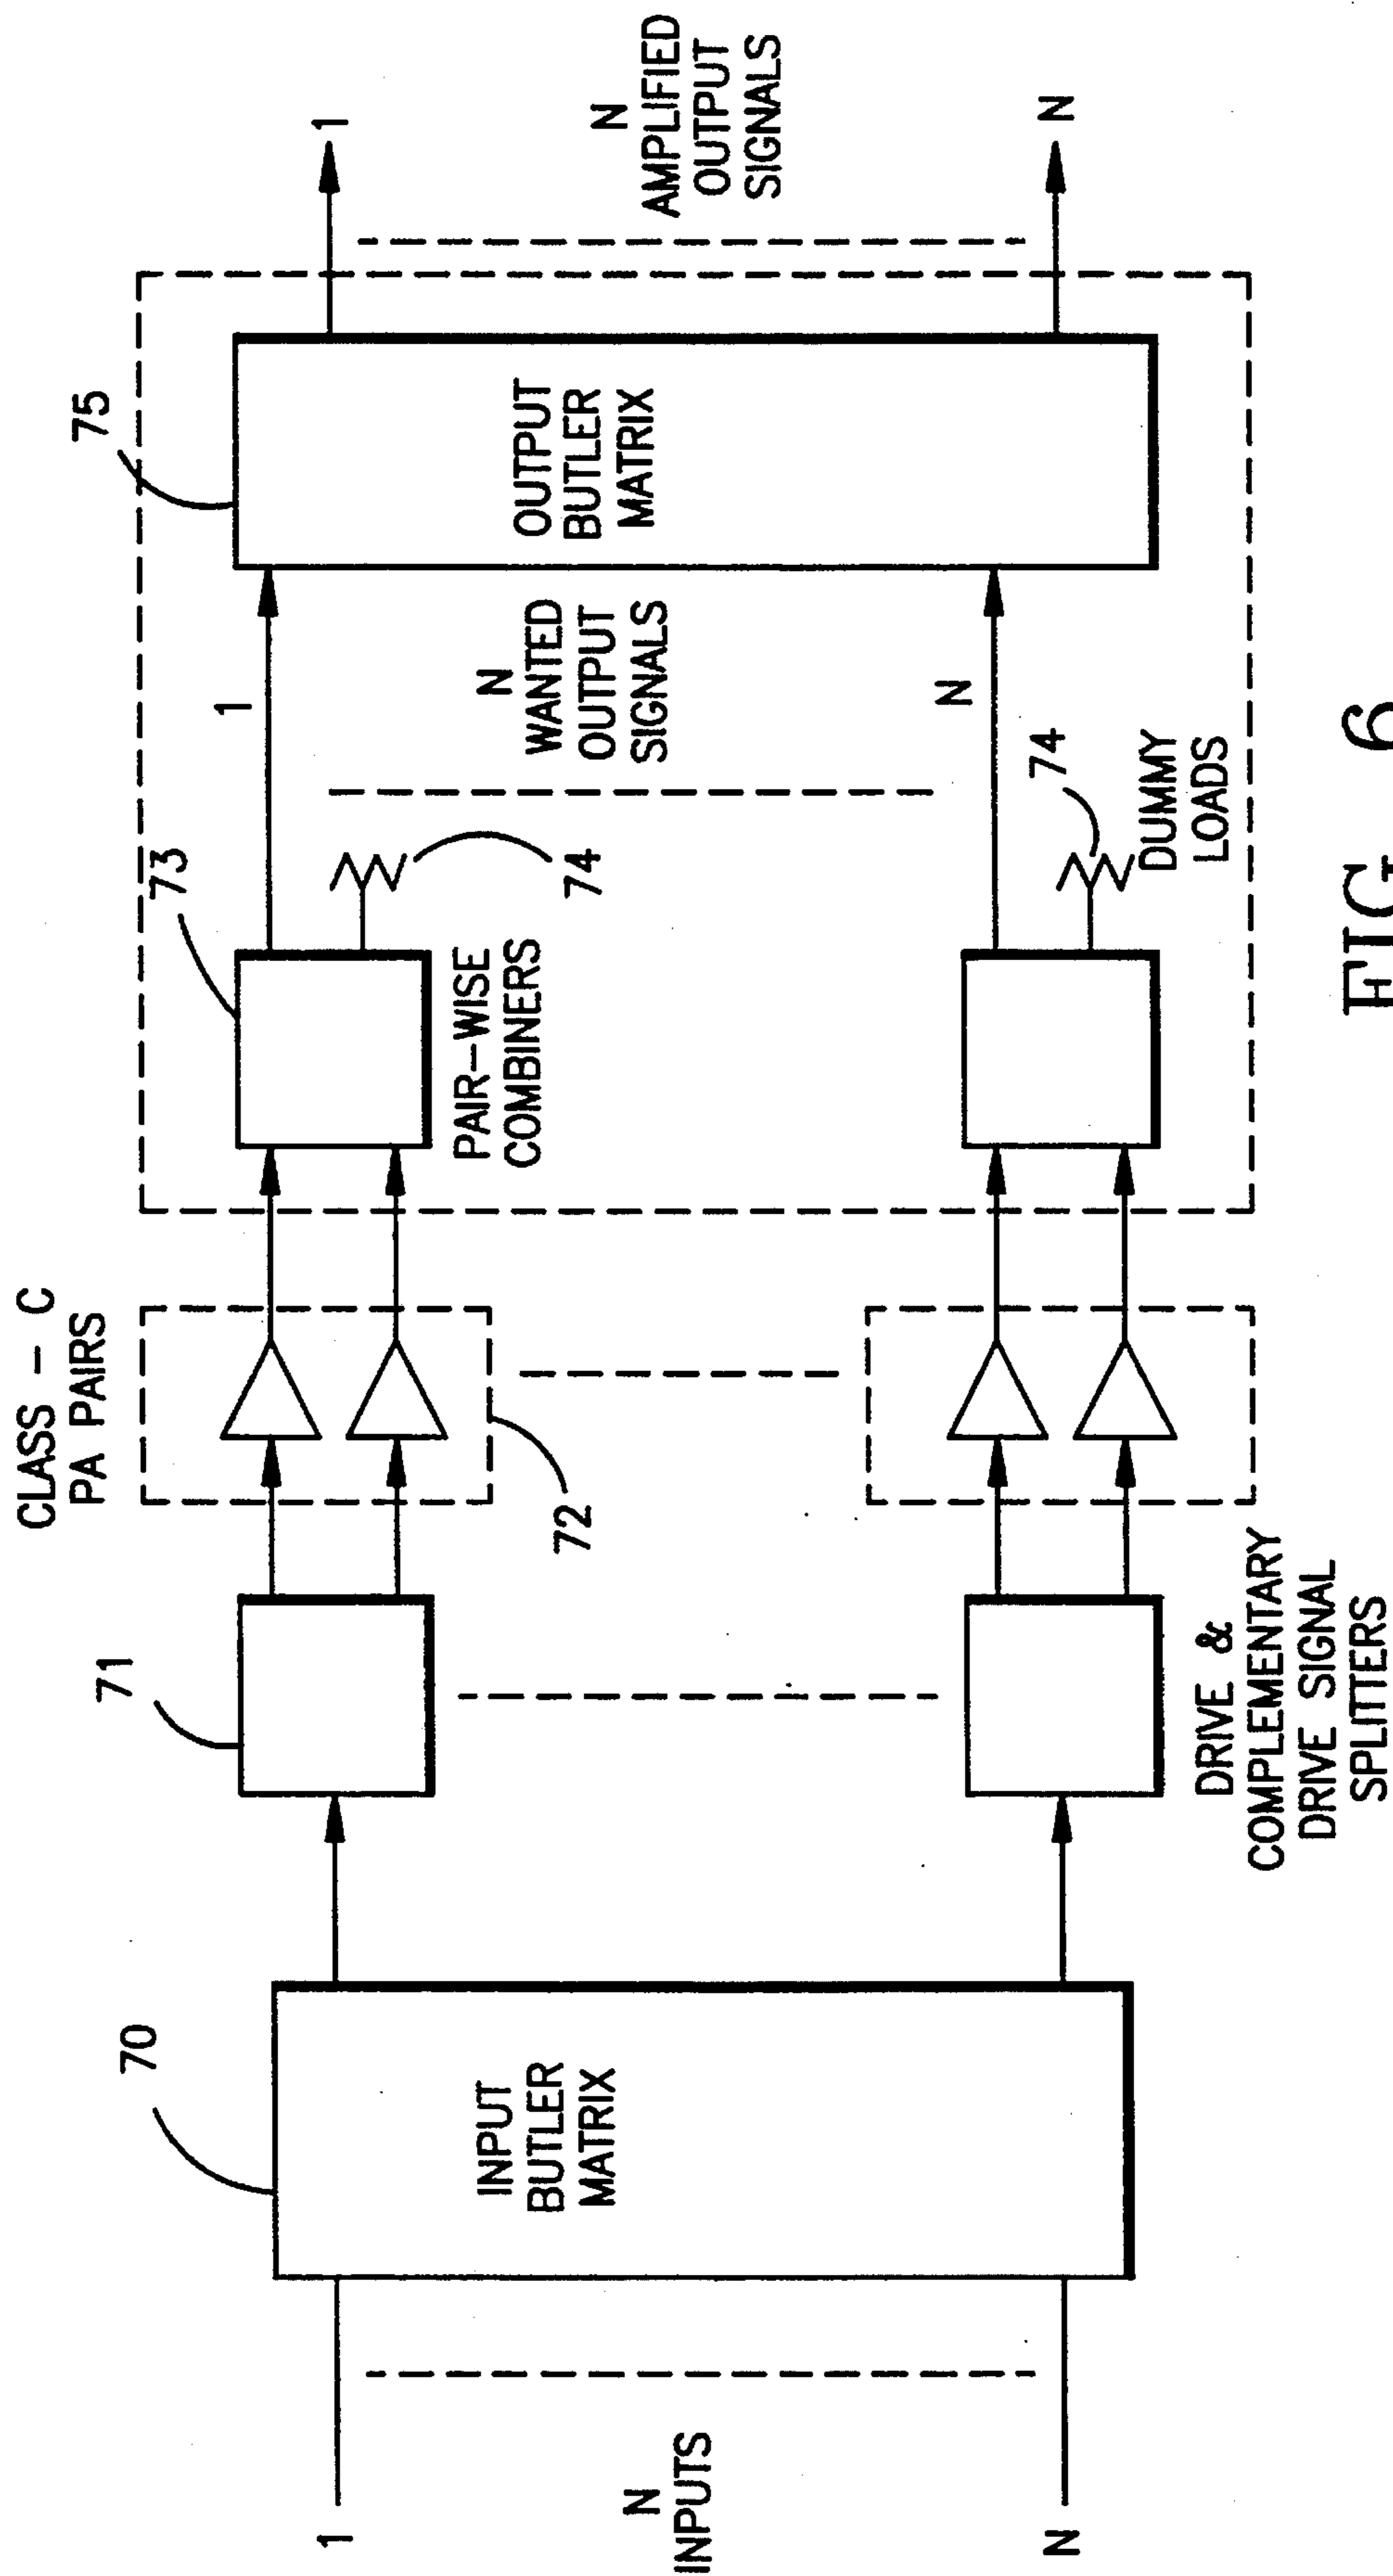 1
N
INPUTS
N
70
INPUT
BUTLER
MATRIX
71
DRIVE &
COMPLEMENTARY
DRIVE SIGNAL
SPLITTERS
CLASS – C
PA PAIRS
72
73
PAIR–WISE
COMBINERS
74
74
DUMMY
LOADS
1
N
WANTED
OUTPUT
SIGNALS
N
75
OUTPUT
BUTLER
MATRIX
1
N
AMPLIFIED
OUTPUT
SIGNALS
N
FIG.